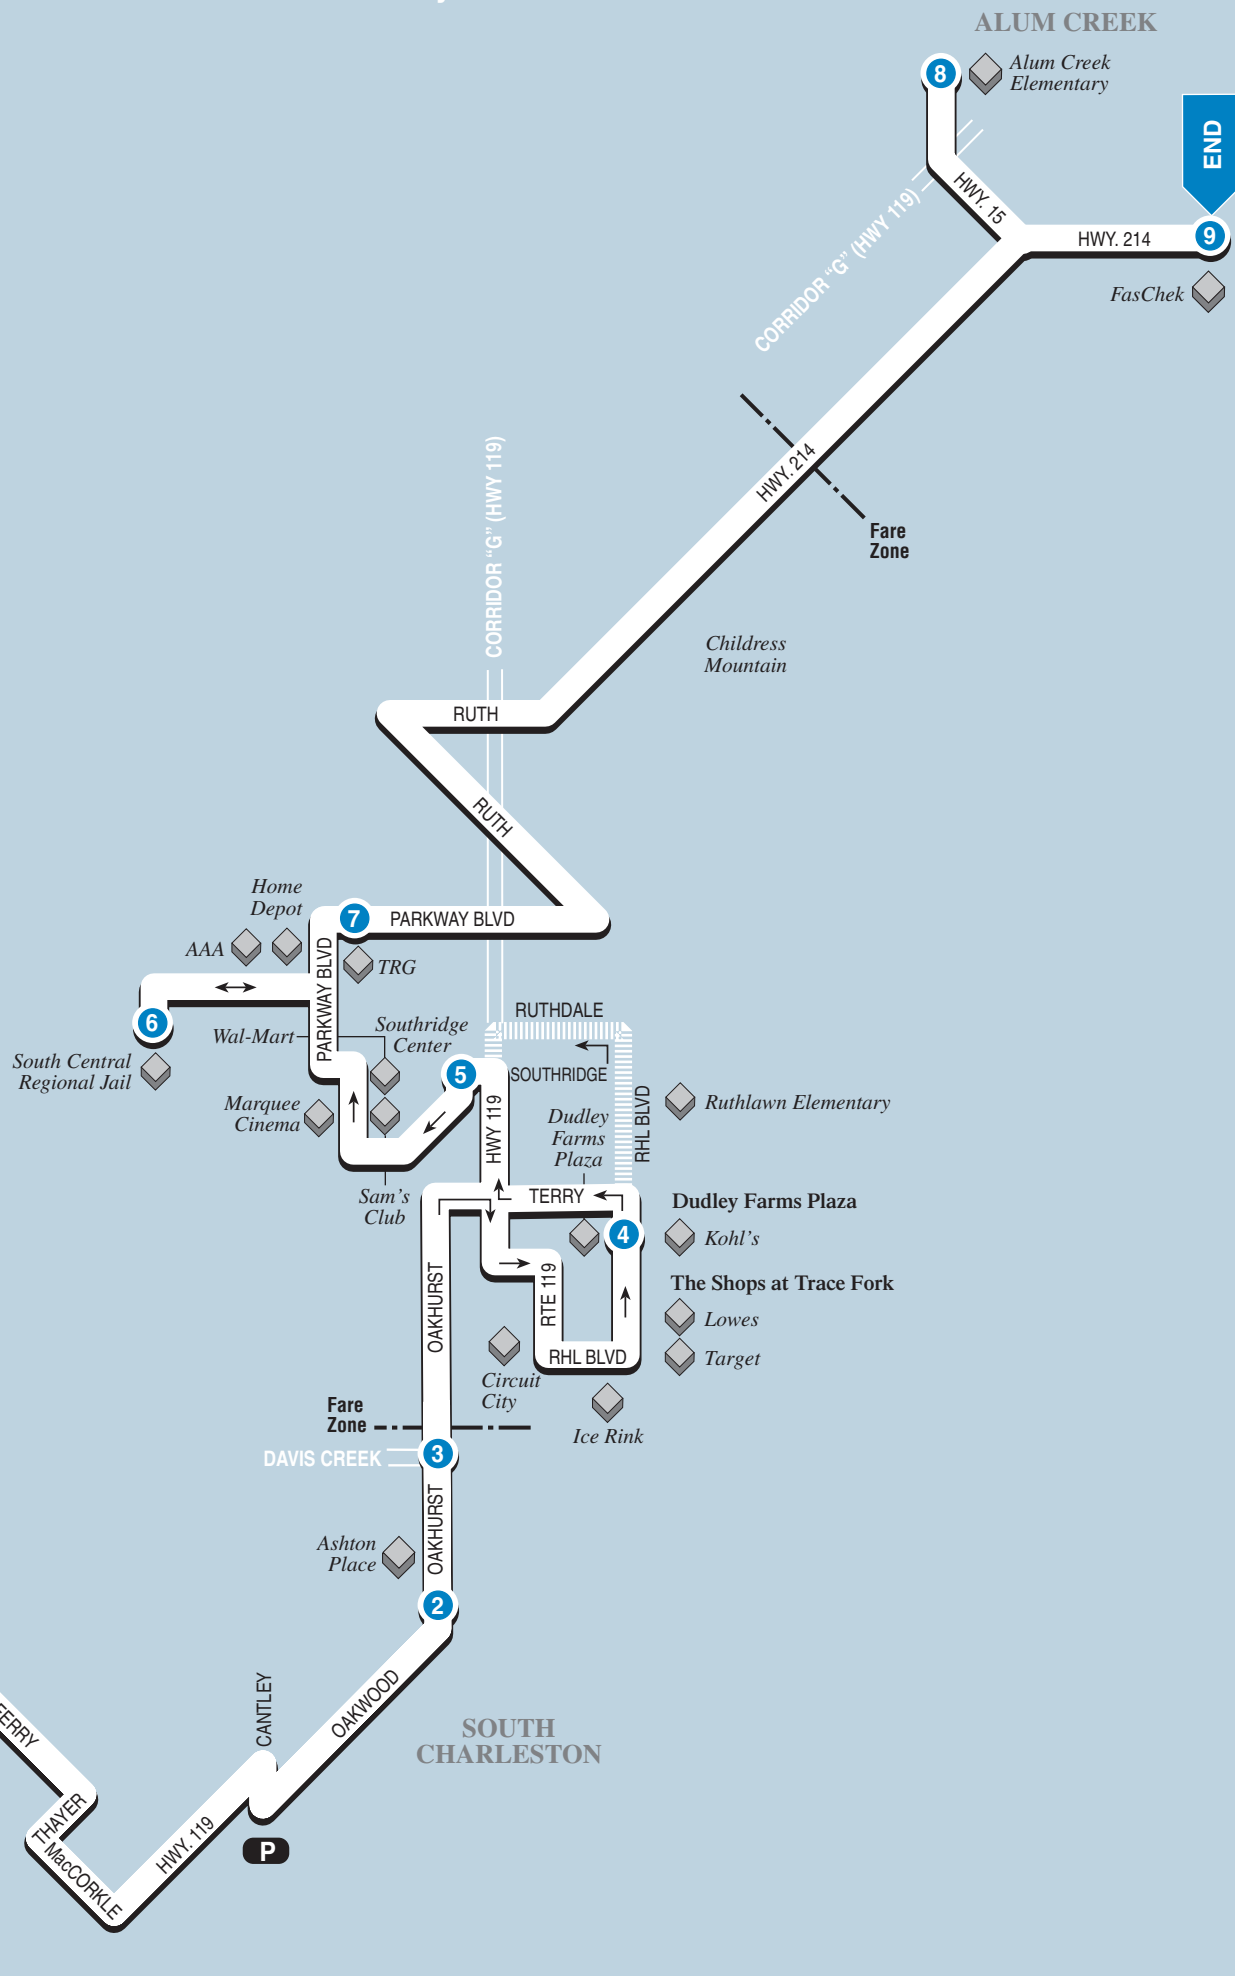 ALUM CREEK
8
Alum Creek
Elementary
END
HWY. 15
CORRIDOR “G” (HWY 119)
HWY. 214
9
FasChek
HWY. 214
Fare
Zone
CORRIDOR “G” (HWY 119)
Childress
Mountain
RUTH
RUTH
Home
Depot
7
PARKWAY BLVD
AAA
TRG
PARKWAY BLVD
6
RUTHDALE
Wal-Mart
Southridge
Center
South Central
Regional Jail
5
SOUTHRIDGE
Marquee
Cinema
HWY 119
Dudley
Farms
Plaza
RHL BLVD
Ruthlawn Elementary
Sam's
Club
TERRY
Dudley Farms Plaza
4
Kohl's
OAKHURST
RTE 119
The Shops at Trace Fork
Lowes
RHL BLVD
Target
Circuit
City
Fare
Zone
Ice Rink
DAVIS CREEK
3
OAKHURST
Ashton
Place
2
CANTLEY
OAKWOOD
SOUTH
CHARLESTON
THAYER
HWY. 119
P
MacCORKLE